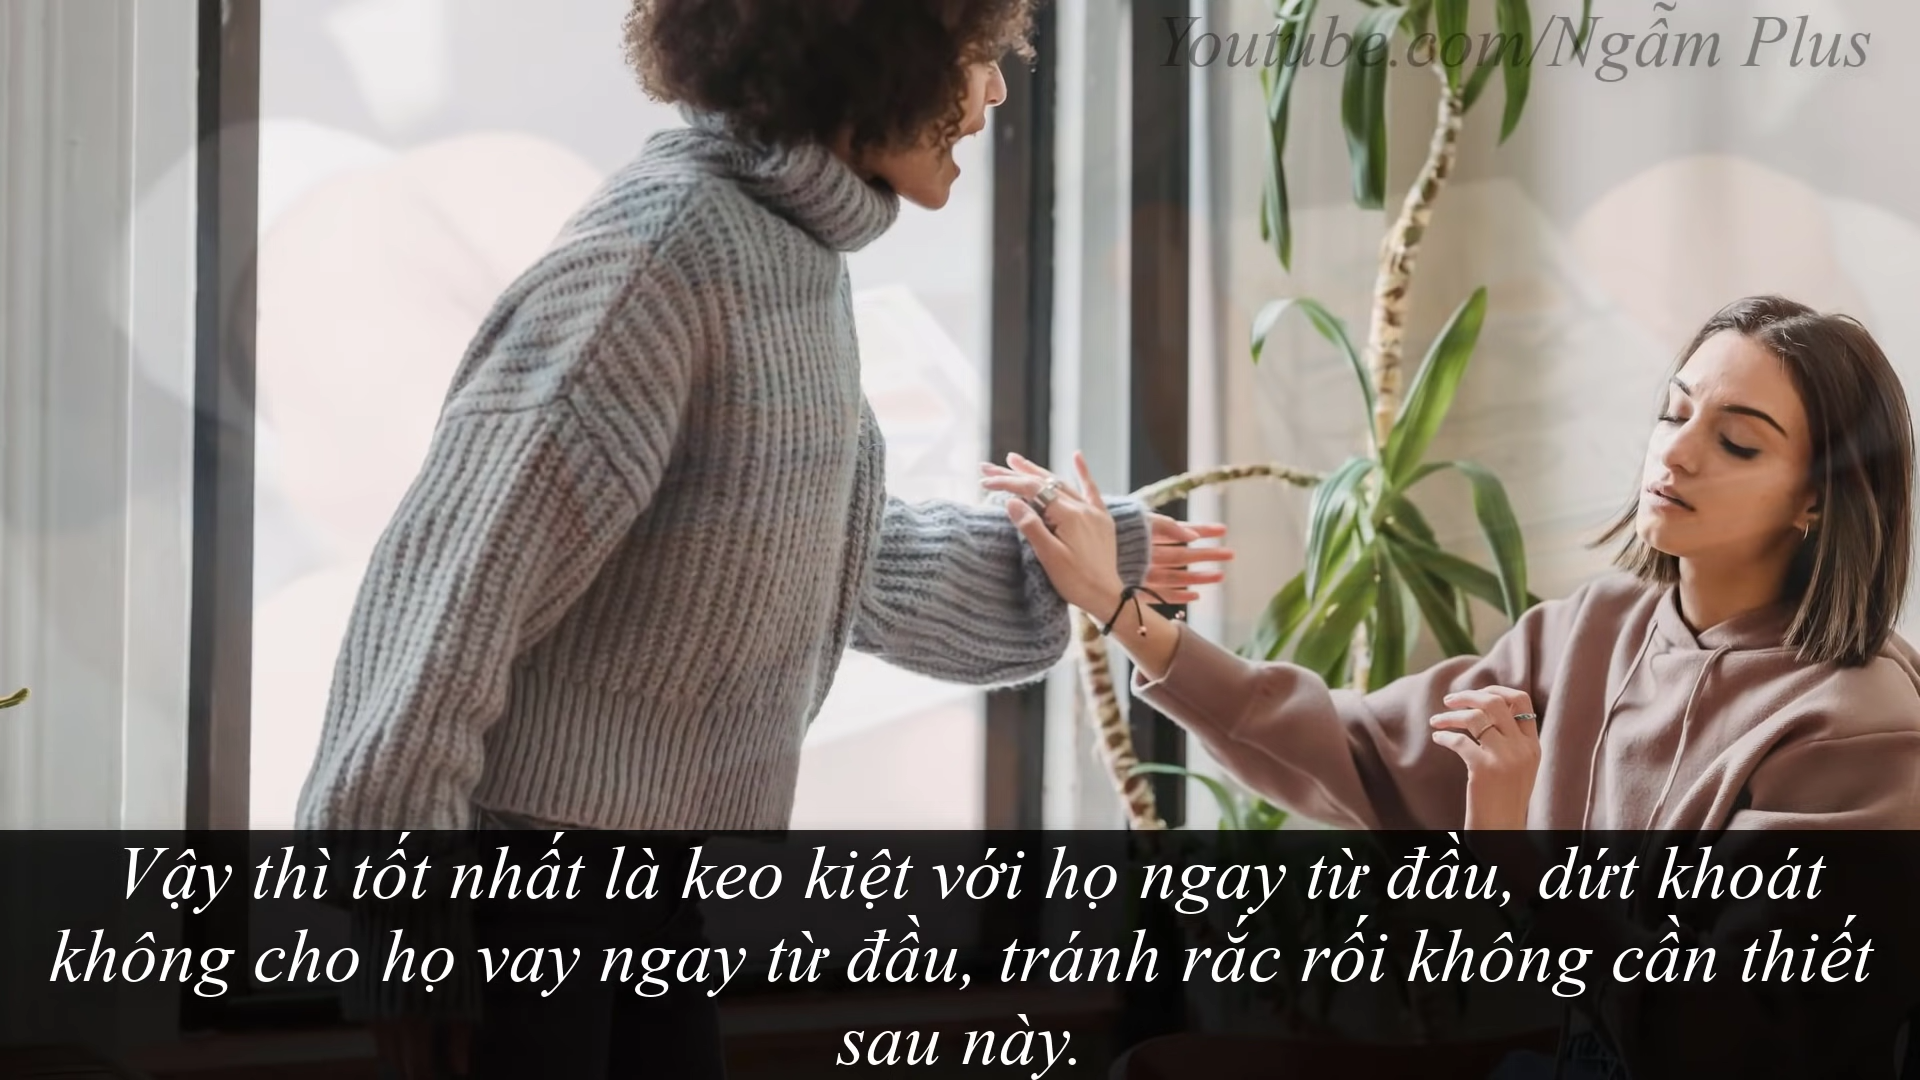 Youtube.com/Ngẫm Plus
Vậy thì tốt nhất là keo kiệt với họ ngay từ đầu, dứt khoát
không cho họ vay ngay từ đầu, tránh rắc rối không cần thiết
sau này.